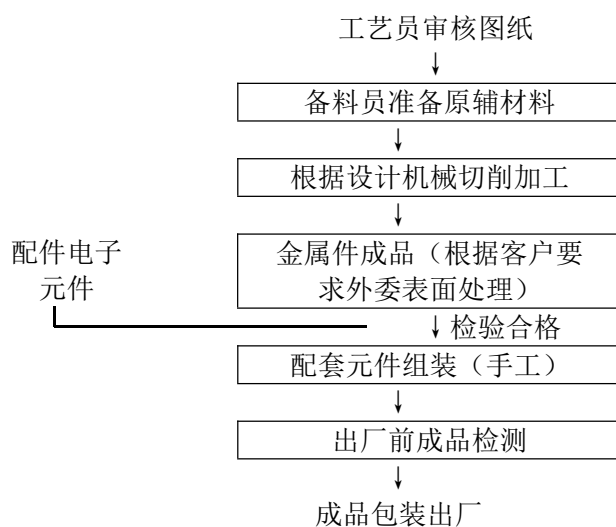 工艺员审核图纸
备料员准备原辅材料
根据设计机械切削加工
配件电子
元件
金属件成品（根据客户要
求外委表面处理）
检验合格
配套元件组装（手工）
出厂前成品检测
成品包装出厂